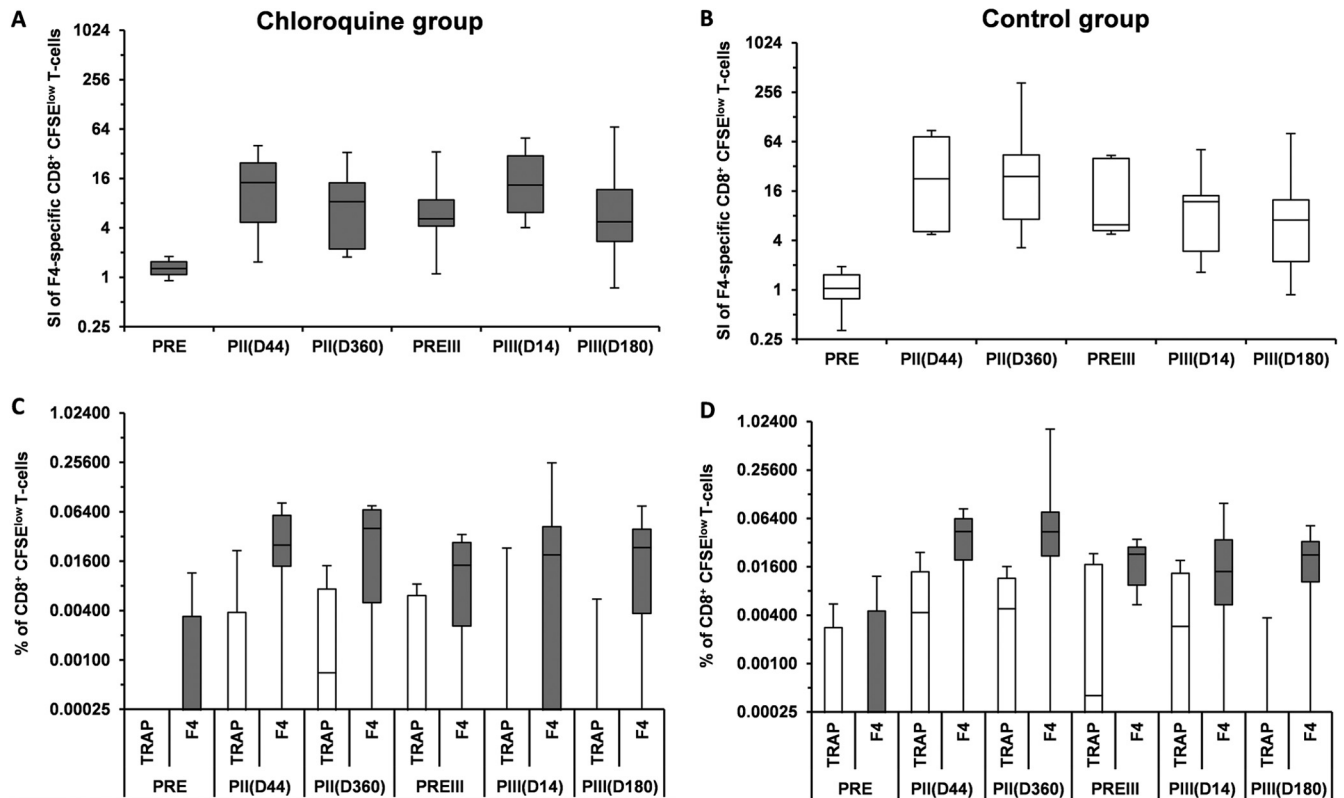 A
Chloroquine group
SI of F4-specific CD8⁺ CFSEˡᵒʷ T-cells
1024
256
64
16
4
1
0.25
PRE PII(D44) PII(D360) PREIII PIII(D14) PIII(D180)
B
Control group
SI of F4-specific CD8⁺ CFSEˡᵒʷ T-cells
1024
256
64
16
4
1
0.25
PRE PII(D44) PII(D360) PREIII PIII(D14) PIII(D180)
C
% of CD8⁺ CFSEˡᵒʷ T-cells
1.02400
0.25600
0.06400
0.01600
0.00400
0.00100
0.00025
TRAP F4 TRAP F4 TRAP F4 TRAP F4 TRAP F4 TRAP F4
PRE PII(D44) PII(D360) PREIII PIII(D14) PIII(D180)
D
% of CD8⁺ CFSEˡᵒʷ T-cells
1.02400
0.25600
0.06400
0.01600
0.00400
0.00100
0.00025
TRAP F4 TRAP F4 TRAP F4 TRAP F4 TRAP F4 TRAP F4
PRE PII(D44) PII(D360) PREIII PIII(D14) PIII(D180)